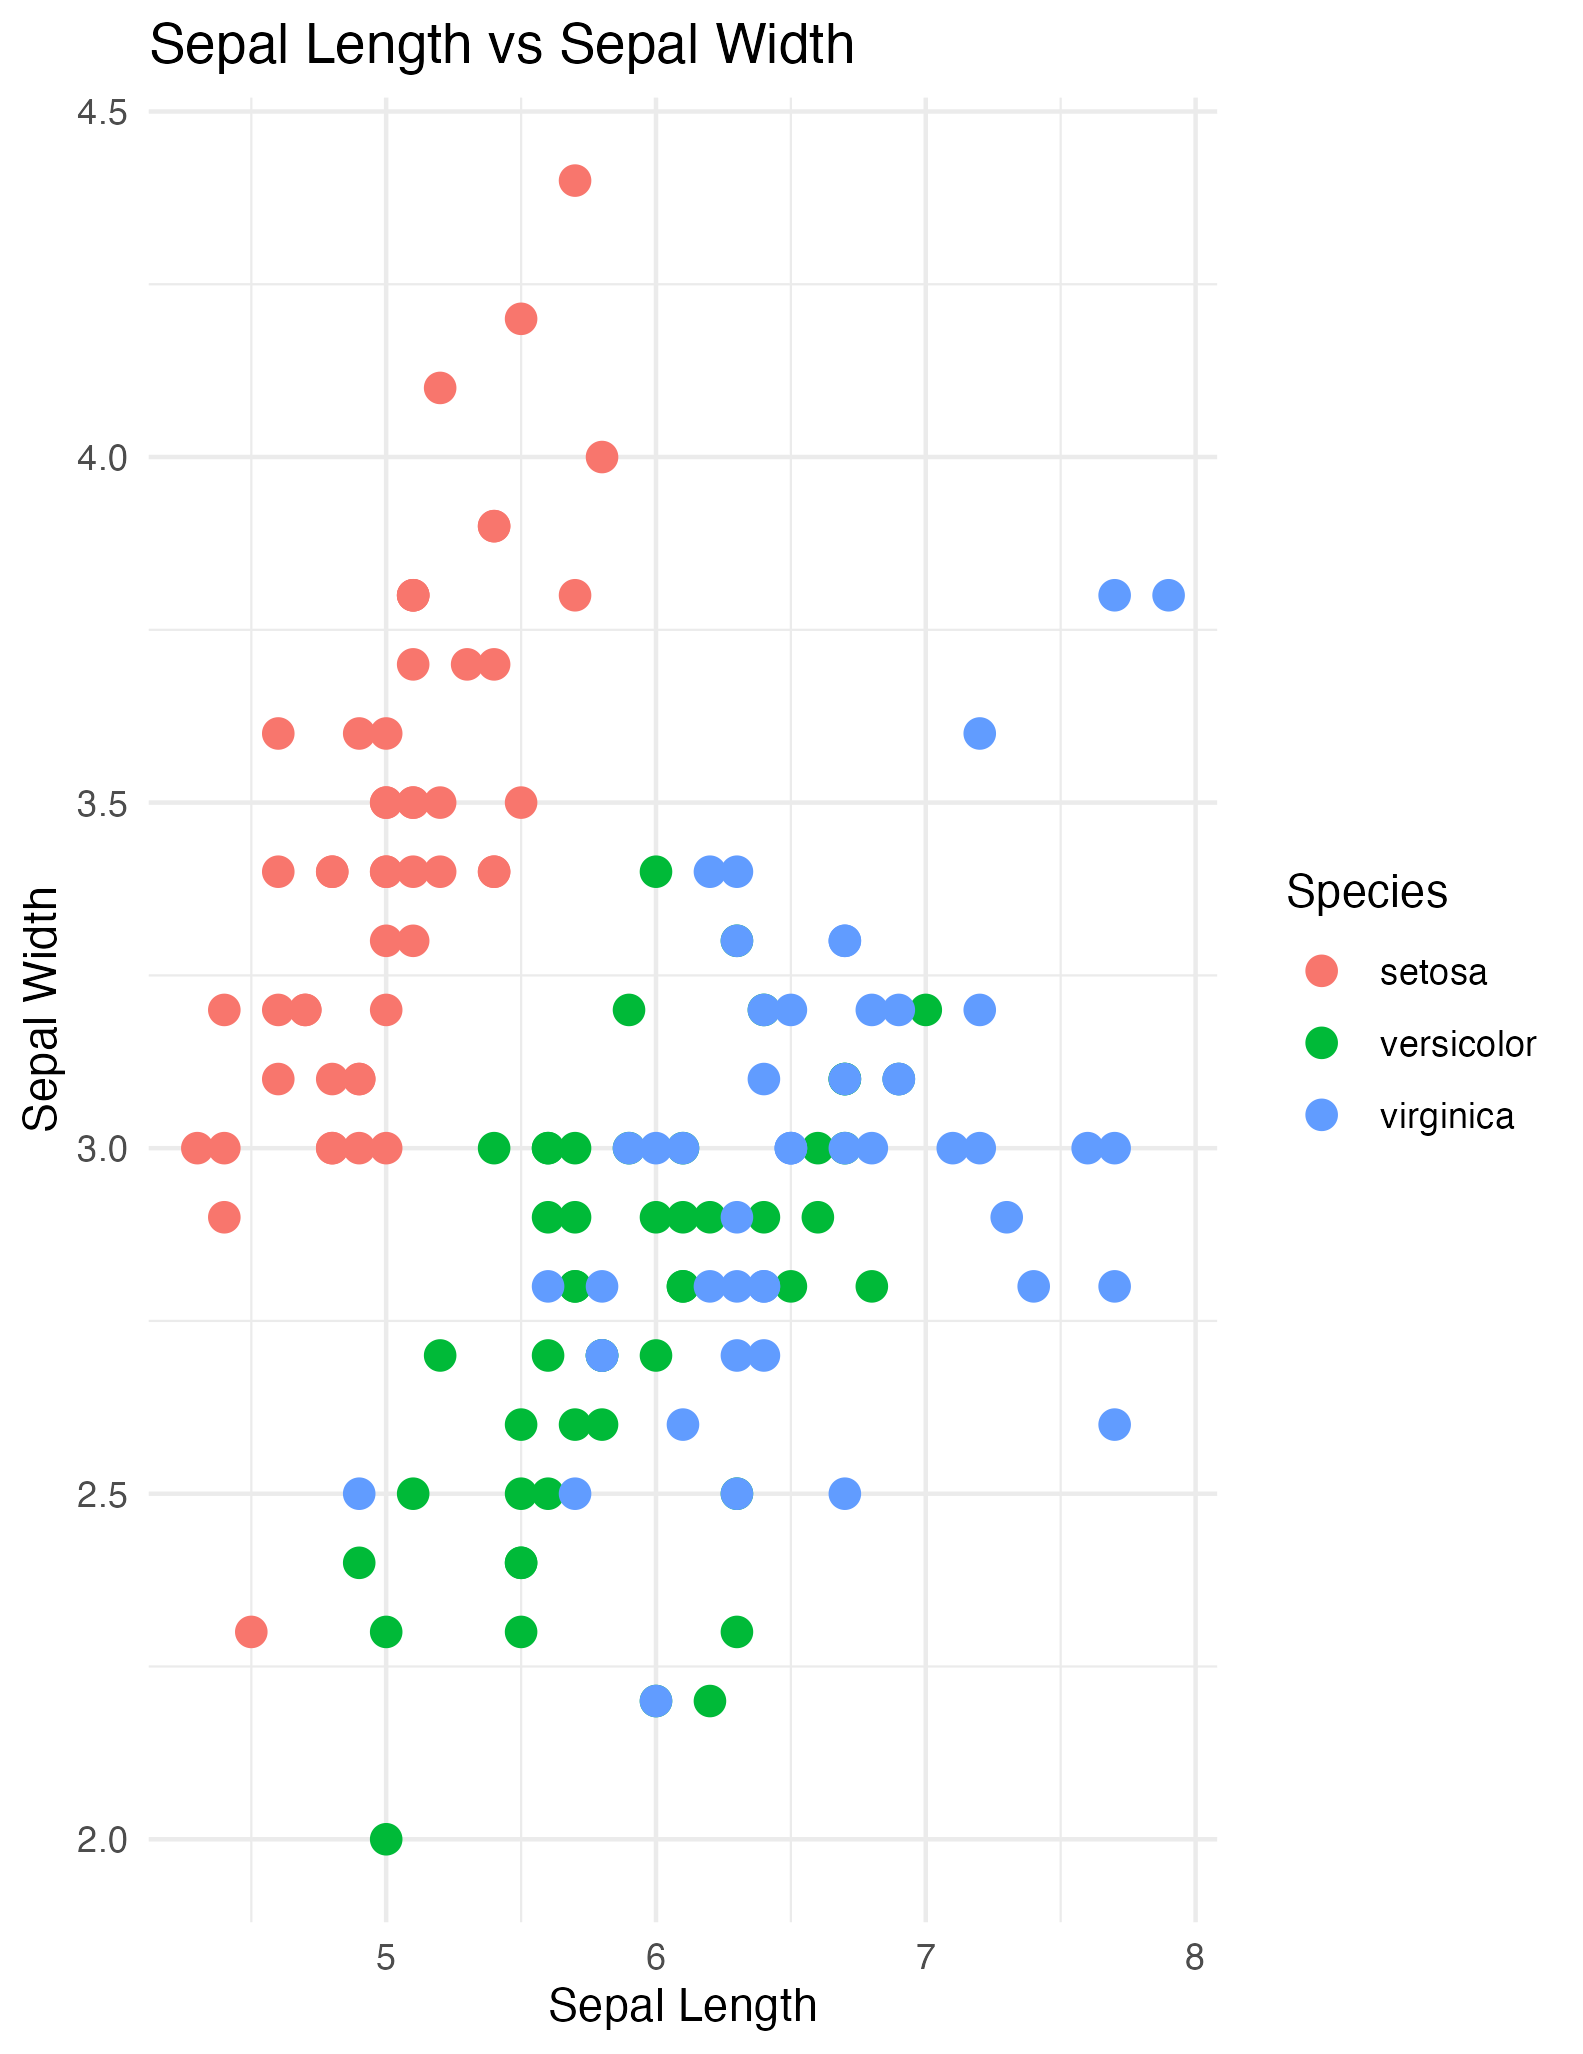 Sepal Length vs Sepal Width
4.5
4.0
3.5
3.0
2.5
2.0
Sepal Width
5 6 7 8
Sepal Length
Species
setosa
versicolor
virginica